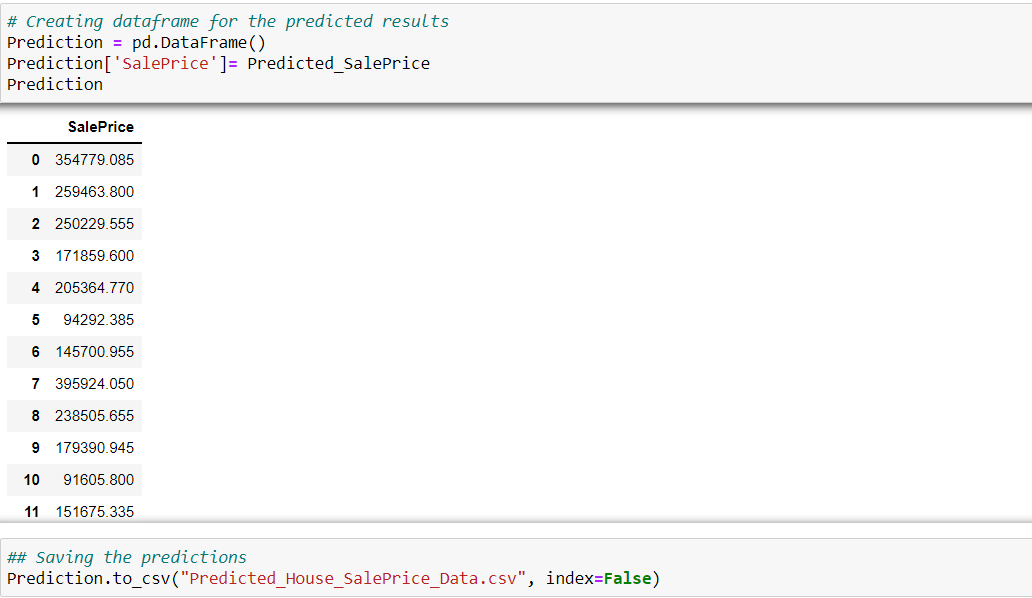 # Creating dataframe for the predicted results
Prediction = pd.DataFrame()
Prediction['SalePrice']= Predicted_SalePrice
Prediction
SalePrice
0 354779.085
1 259463.800
2 250229.555
3 171859.600
4 205364.770
5 94292.385
6 145700.955
7 395924.050
8 238505.655
9 179390.945
10 91605.800
11 151675.335
## Saving the predictions
Prediction.to_csv("Predicted_House_SalePrice_Data.csv", index=False)